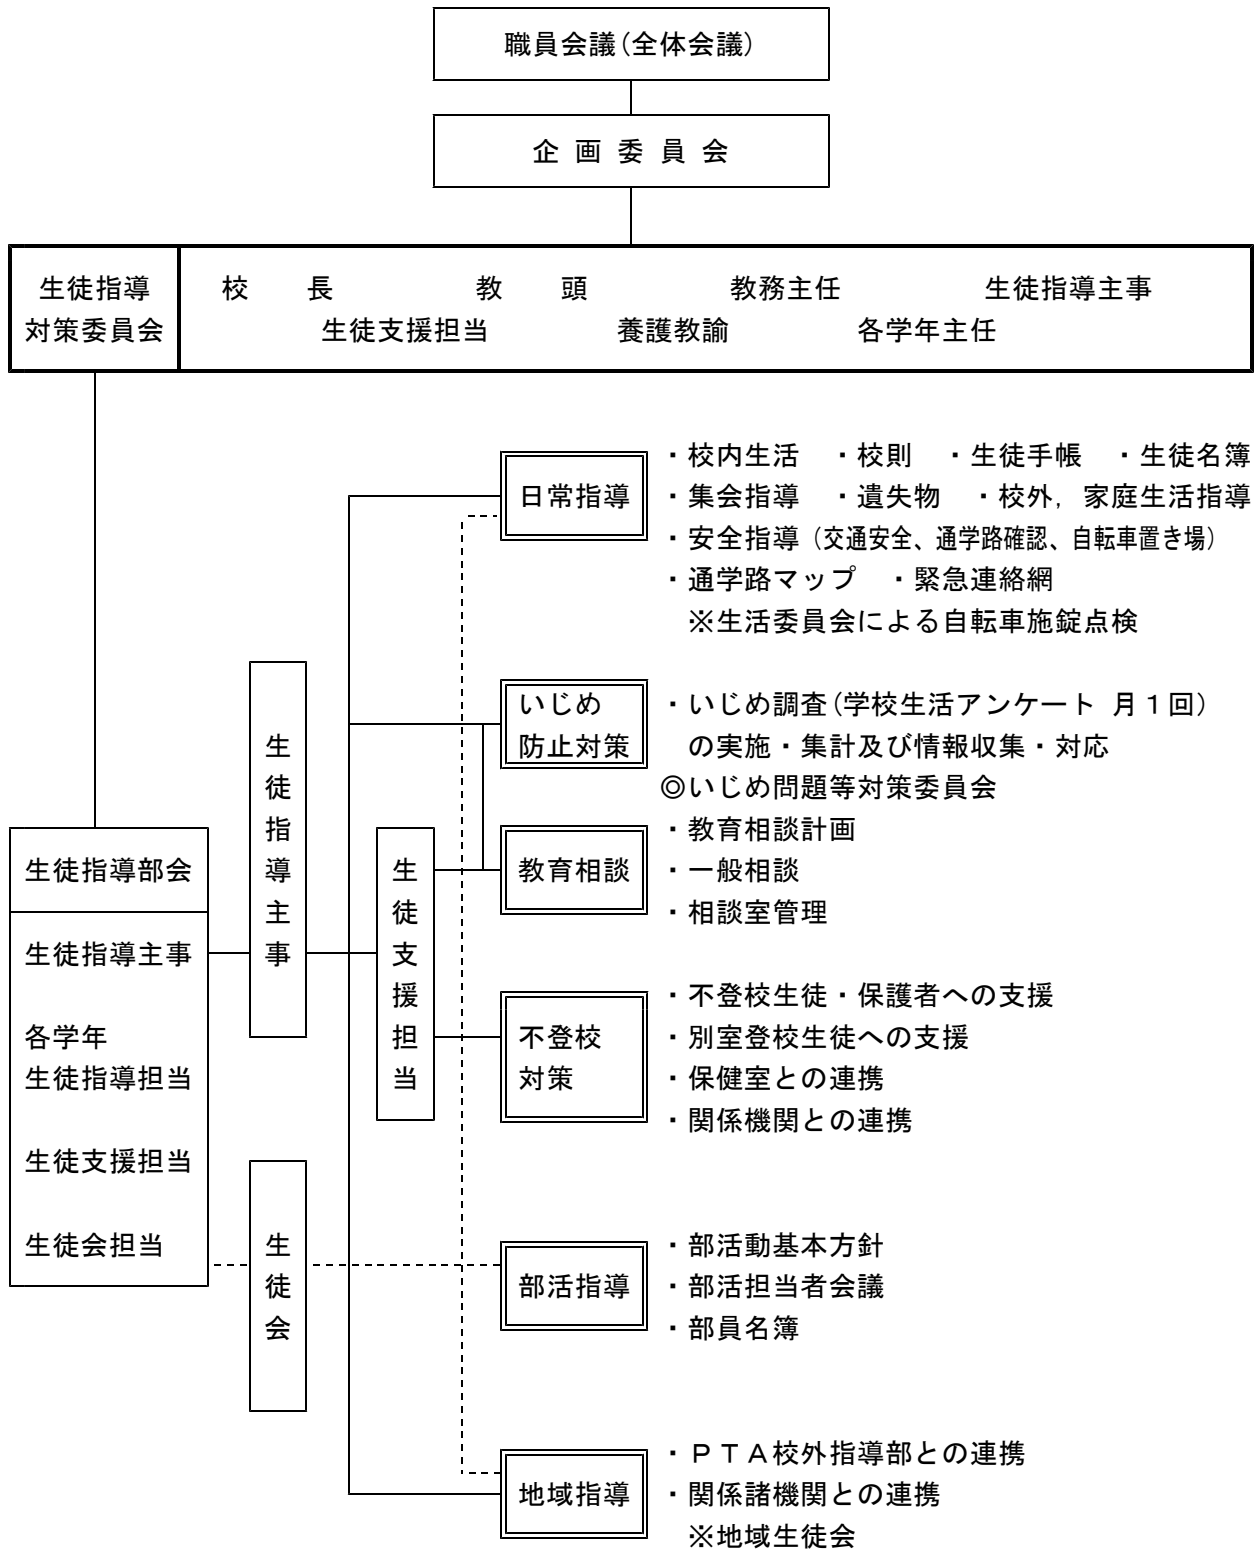 職員会議(全体会議)
企画委員会
生徒指導
対策委員会
校長　教頭　教務主任　生徒指導主事
生徒支援担当　養護教諭　各学年主任
日常指導
・校内生活　・校則　・生徒手帳　・生徒名簿
・集会指導　・遺失物　・校外，家庭生活指導
・安全指導（交通安全、通学路確認、自転車置き場）
・通学路マップ　・緊急連絡網
※生活委員会による自転車施錠点検
いじめ
防止対策
・いじめ調査(学校生活アンケート 月１回)
の実施・集計及び情報収集・対応
◎いじめ問題等対策委員会
教育相談
・教育相談計画
・一般相談
・相談室管理
生徒指導主事
生徒支援担当
生徒指導部会
生徒指導主事
各学年
生徒指導担当
生徒支援担当
生徒会担当
不登校
対策
・不登校生徒・保護者への支援
・別室登校生徒への支援
・保健室との連携
・関係機関との連携
生徒会
部活指導
・部活動基本方針
・部活担当者会議
・部員名簿
地域指導
・ＰＴＡ校外指導部との連携
・関係諸機関との連携
※地域生徒会